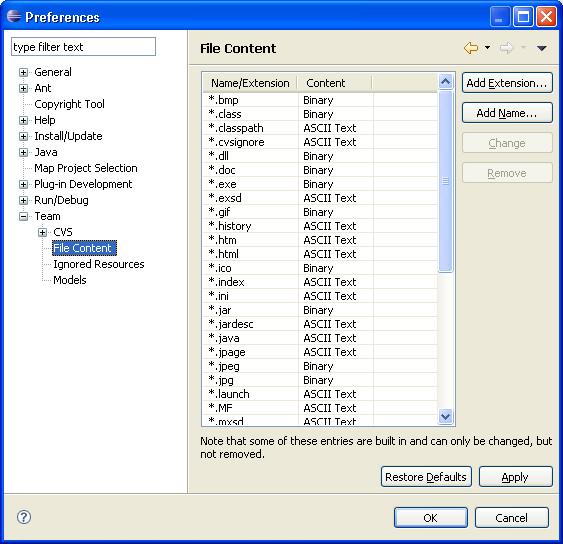 Preferences
type filter text
General
Ant
Copyright Tool
Help
Install/Update
Java
Map Project Selection
Plug-in Development
Run/Debug
Team
CVS
File Content
Ignored Resources
Models
File Content
Name/Extension Content
*.bmp Binary
*.class Binary
*.classpath ASCII Text
*.cvsignore ASCII Text
*.dll Binary
*.doc Binary
*.exe Binary
*.exsd ASCII Text
*.gif Binary
*.history ASCII Text
*.htm ASCII Text
*.html ASCII Text
*.ico Binary
*.index ASCII Text
*.ini ASCII Text
*.jar Binary
*.jardesc ASCII Text
*.java ASCII Text
*.jpage ASCII Text
*.jpeg Binary
*.jpg Binary
*.launch ASCII Text
*.MF ASCII Text
*.mxsd ASCII Text
Add Extension...
Add Name...
Change
Remove
Note that some of these entries are built in and can only be changed, but
not removed.
Restore Defaults Apply
? OK Cancel